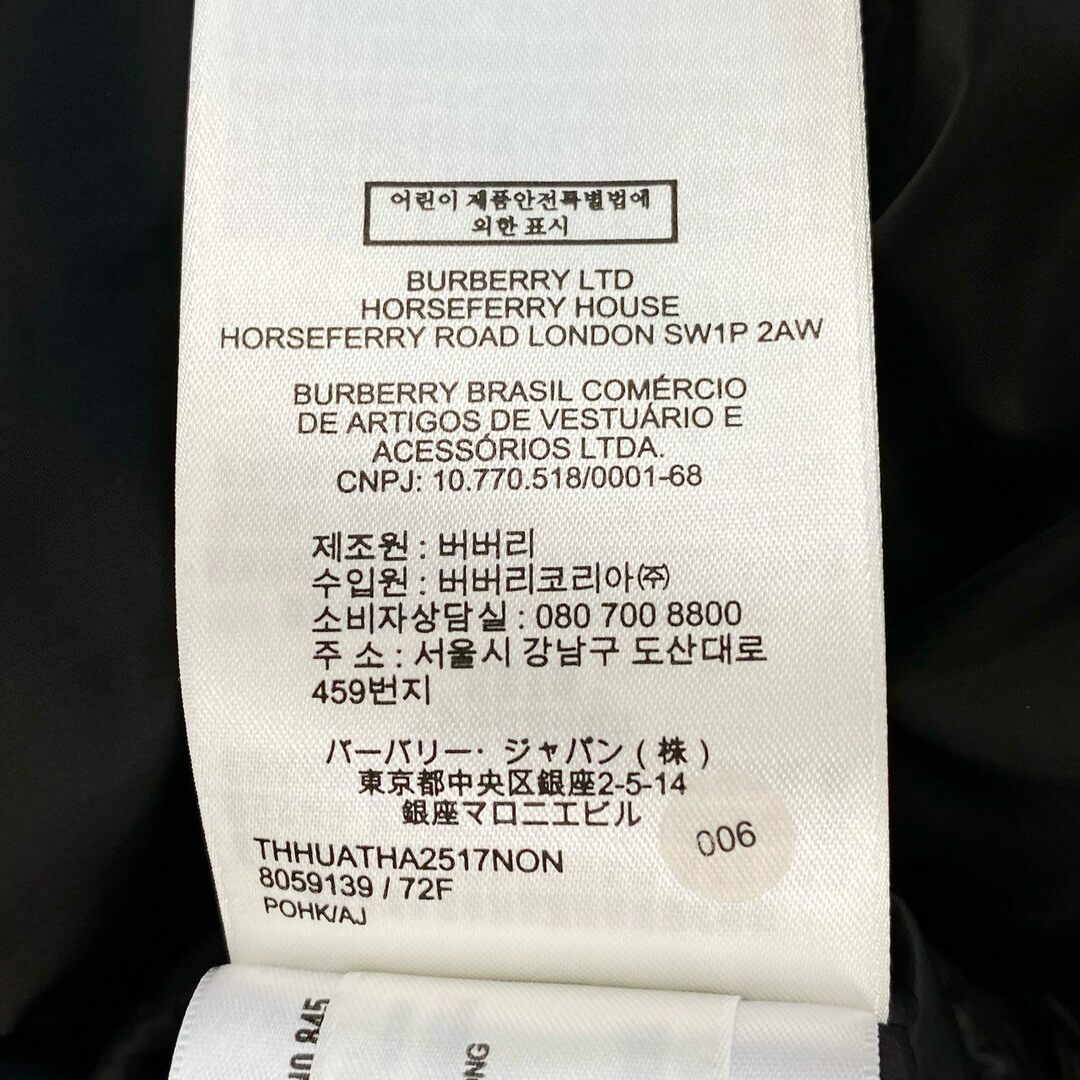 어린이 제품안전특별법에
의한 표시
BURBERRY LTD
HORSEFERRY HOUSE
HORSEFERRY ROAD LONDON SW1P 2AW
BURBERRY BRASIL COMÉRCIO
DE ARTIGOS DE VESTUÁRIO E
ACESSÓRIOS LTDA.
CNPJ: 10.770.518/0001-68
제조원 : 버버리
수입원 : 버버리코리아㈜
소비자상담실 : 080 700 8800
주 소 : 서울시 강남구 도산대로
459번지
バーバリー・ジャパン(株)
東京都中央区銀座2-5-14
銀座マロニエビル
006
THHUATHA2517NON
8059139 / 72F
POHK/AJ
845